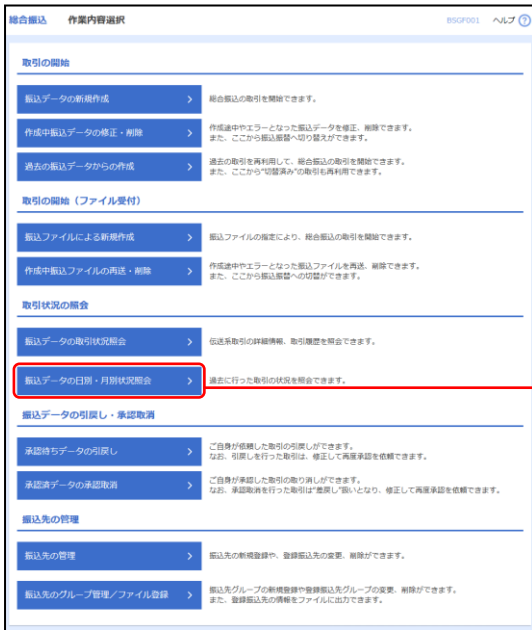 総合振込 作業内容選択 BSGF001 ヘルプ ?
取引の開始
振込データの新規作成 > 総合振込の取引を開始できます。
作成中振込データの修正・削除 > 作成途中やエラーとなった振込データを修正、削除できます。
また、ここから振込振替へ切り替えができます。
過去の振込データからの作成 > 過去の取引を再利用して、総合振込の取引を開始できます。
また、ここから"切替済み"の取引も再利用できます。
取引の開始（ファイル受付）
振込ファイルによる新規作成 > 振込ファイルの指定により、総合振込の取引を開始できます。
作成中振込ファイルの再送・削除 > 作成途中やエラーとなった振込ファイルを再送、削除できます。
また、ここから振込振替への切替ができます。
取引状況の照会
振込データの取引状況照会 > 伝送系取引の詳細情報、取引履歴を照会できます。
振込データの日別・月別状況照会 > 過去に行った取引の状況を照会できます。
振込データの引戻し・承認取消
承認待ちデータの引戻し > ご自身が依頼した取引の引戻しができます。
なお、引戻しを行った取引は、修正して再度承認を依頼できます。
承認済データの承認取消 > ご自身が承認した取引の取り消しができます。
なお、承認取消を行った取引は"差戻し"扱いとなり、修正して再度承認を依頼できます。
振込先の管理
振込先の管理 > 振込先の新規登録や、登録振込先の変更、削除ができます。
振込先のグループ管理／ファイル登録 > 振込先グループの新規登録や登録振込先グループの変更、削除ができます。
また、登録振込先の情報をファイルに出力できます。